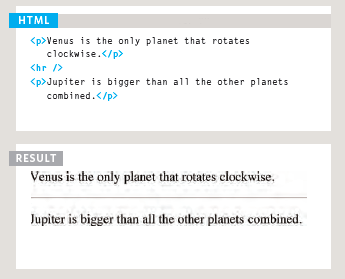 HTML
<p>Venus is the only planet that rotates
clockwise.</p>
<hr />
<p>Jupiter is bigger than all the other planets
combined.</p>
RESULT
Venus is the only planet that rotates clockwise.
Jupiter is bigger than all the other planets combined.